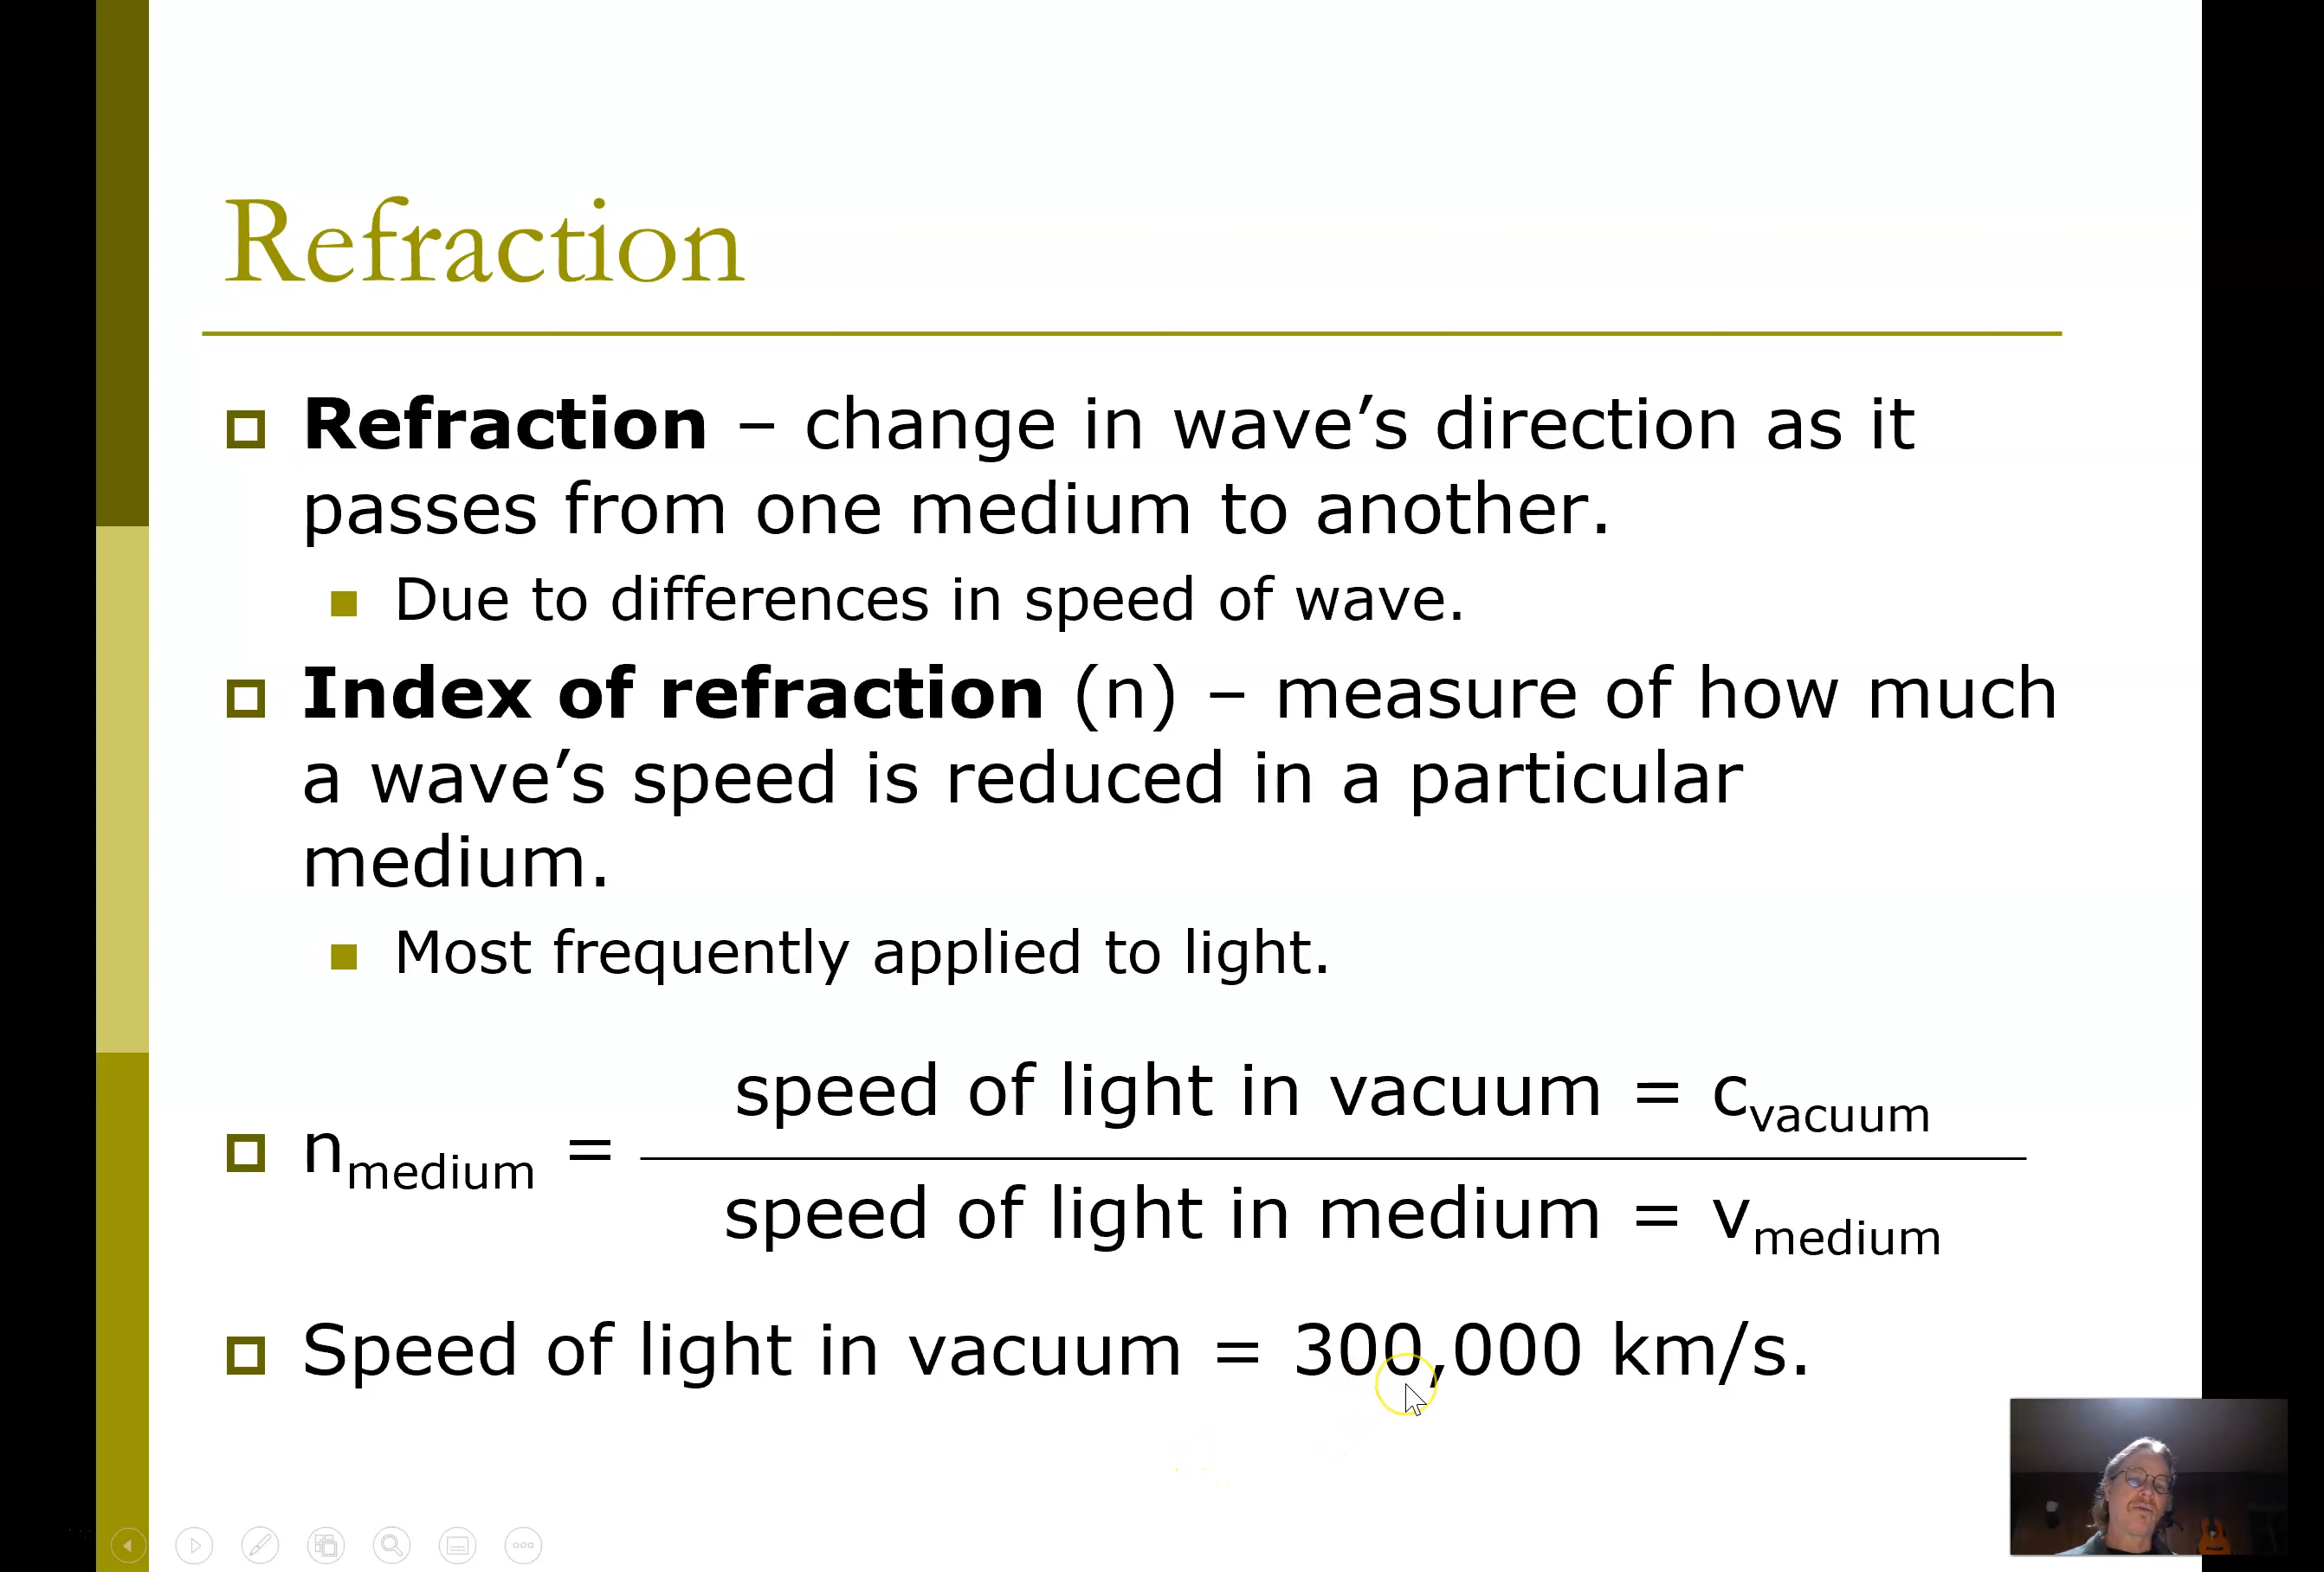 Refraction
Refraction – change in wave’s direction as it
passes from one medium to another.
Due to differences in speed of wave.
Index of refraction (n) – measure of how much
a wave’s speed is reduced in a particular
medium.
Most frequently applied to light.
speed of light in vacuum = cvacuum
nmedium =
speed of light in medium = vmedium
Speed of light in vacuum = 300,000 km/s.